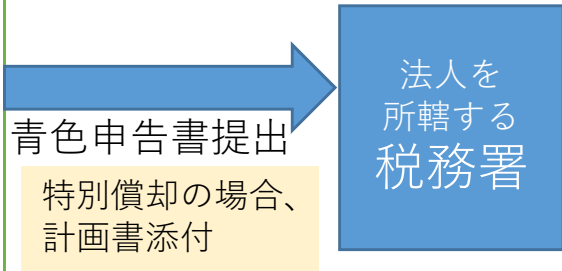 青色申告書提出
特別償却の場合、
計画書添付
法人を
所轄する
税務署